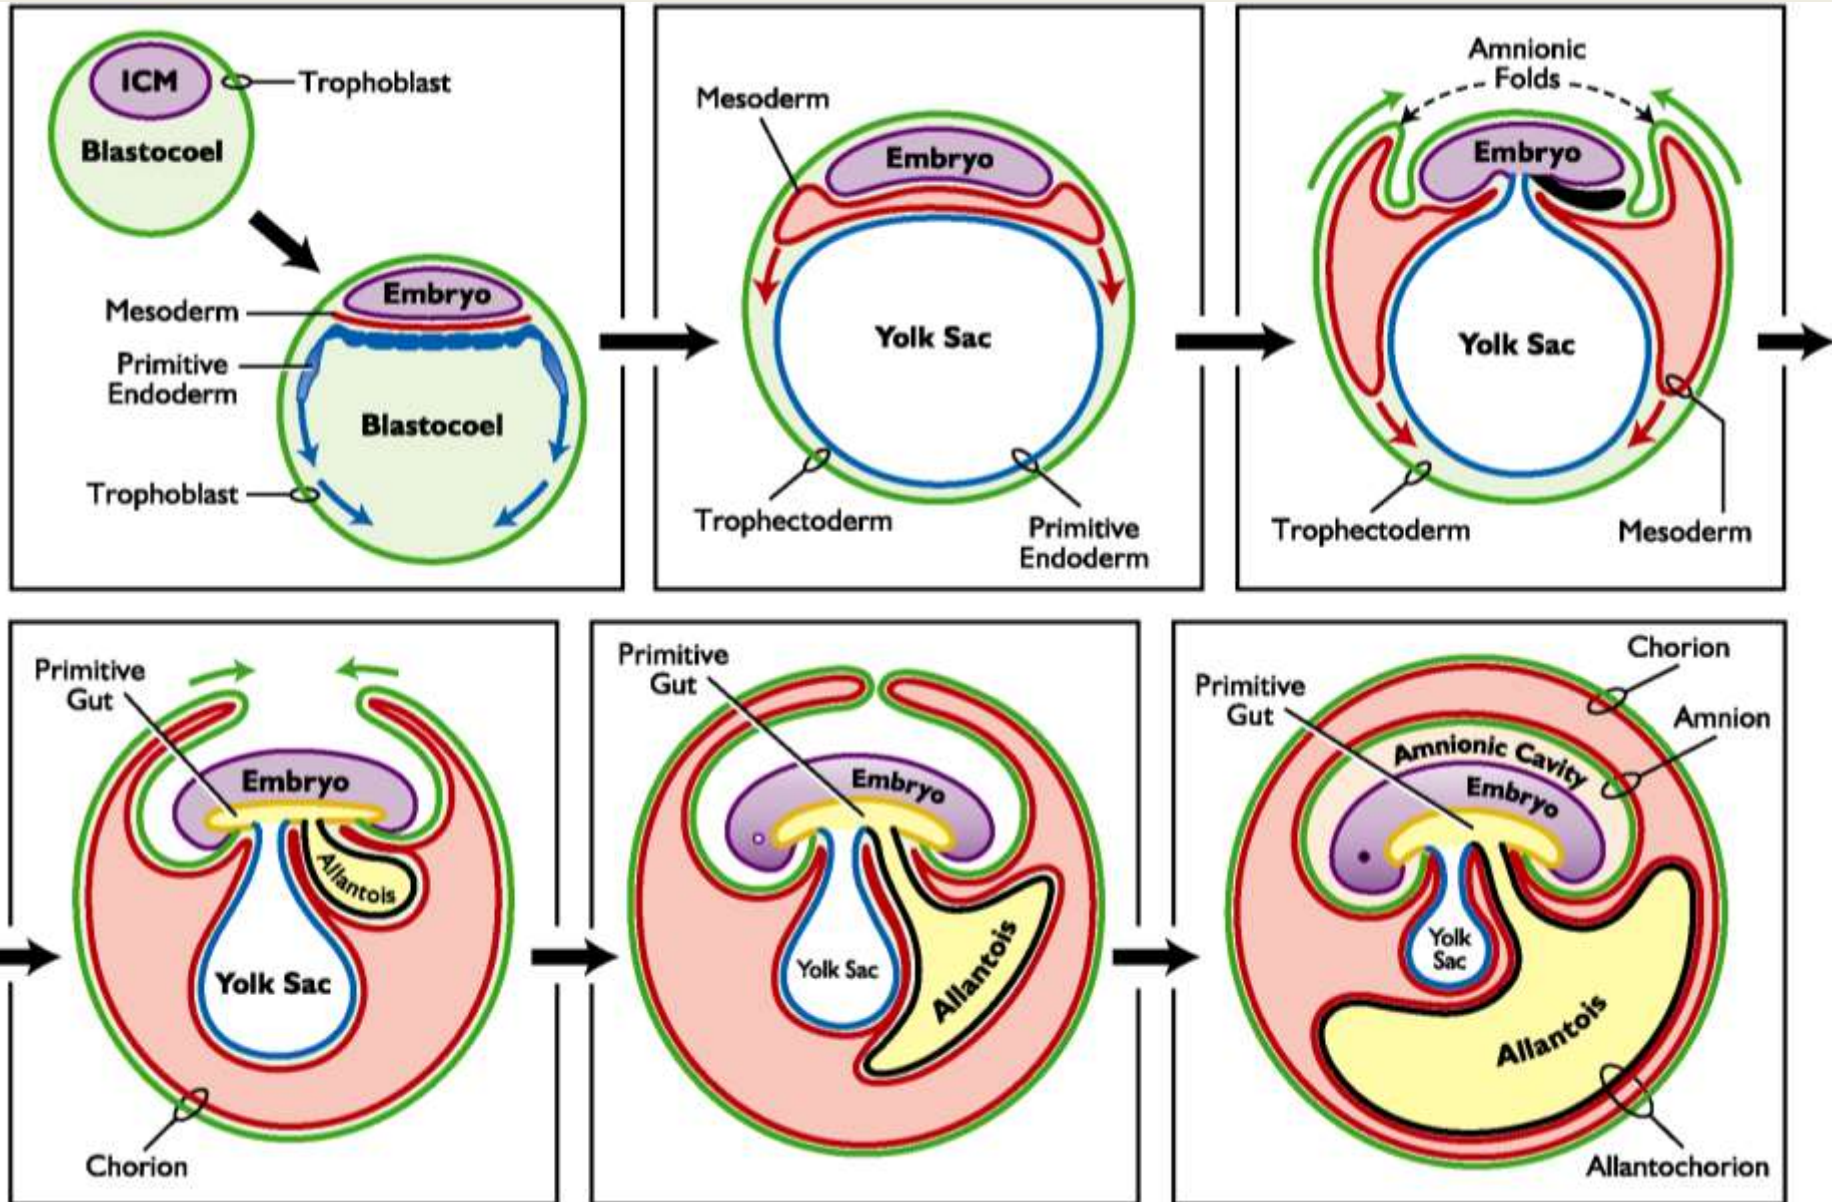 ICM
Trophoblast
Blastocoel
Embryo
Mesoderm
Primitive
Endoderm
Blastocoel
Trophoblast
Mesoderm
Embryo
Yolk Sac
Trophectoderm
Primitive
Endoderm
Amnionic
Folds
Embryo
Yolk Sac
Trophectoderm
Mesoderm
Primitive
Gut
Embryo
Allantois
Yolk Sac
Chorion
Primitive
Gut
Embryo
Yolk Sac
Allantois
Chorion
Primitive
Gut
Amnion
Amnionic Cavity
Embryo
Yolk
Sac
Allantois
Allantochorion